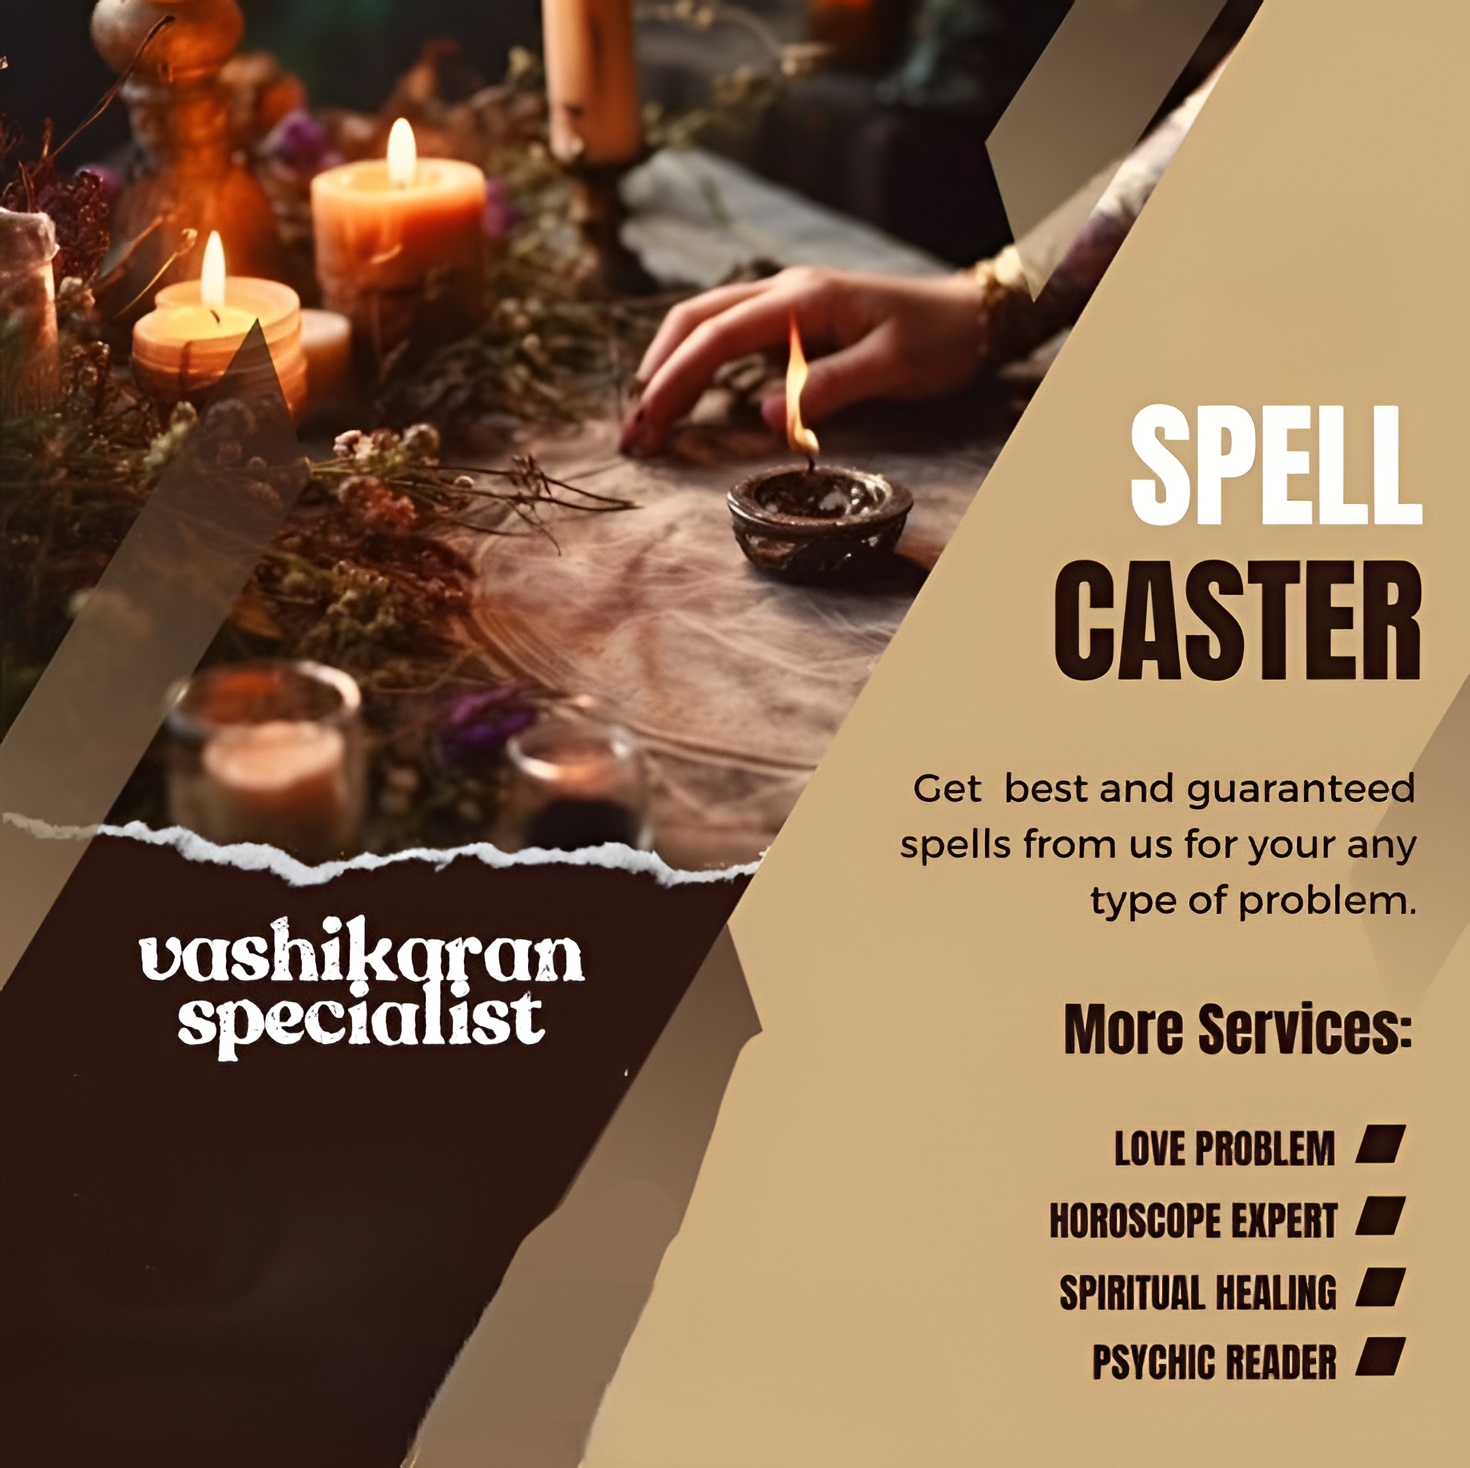 SPELL
CASTER
Get best and guaranteed
spells from us for your any
type of problem.
vashikaran
specialist
More Services:
LOVE PROBLEM
HOROSCOPE EXPERT
SPIRITUAL HEALING
PSYCHIC READER